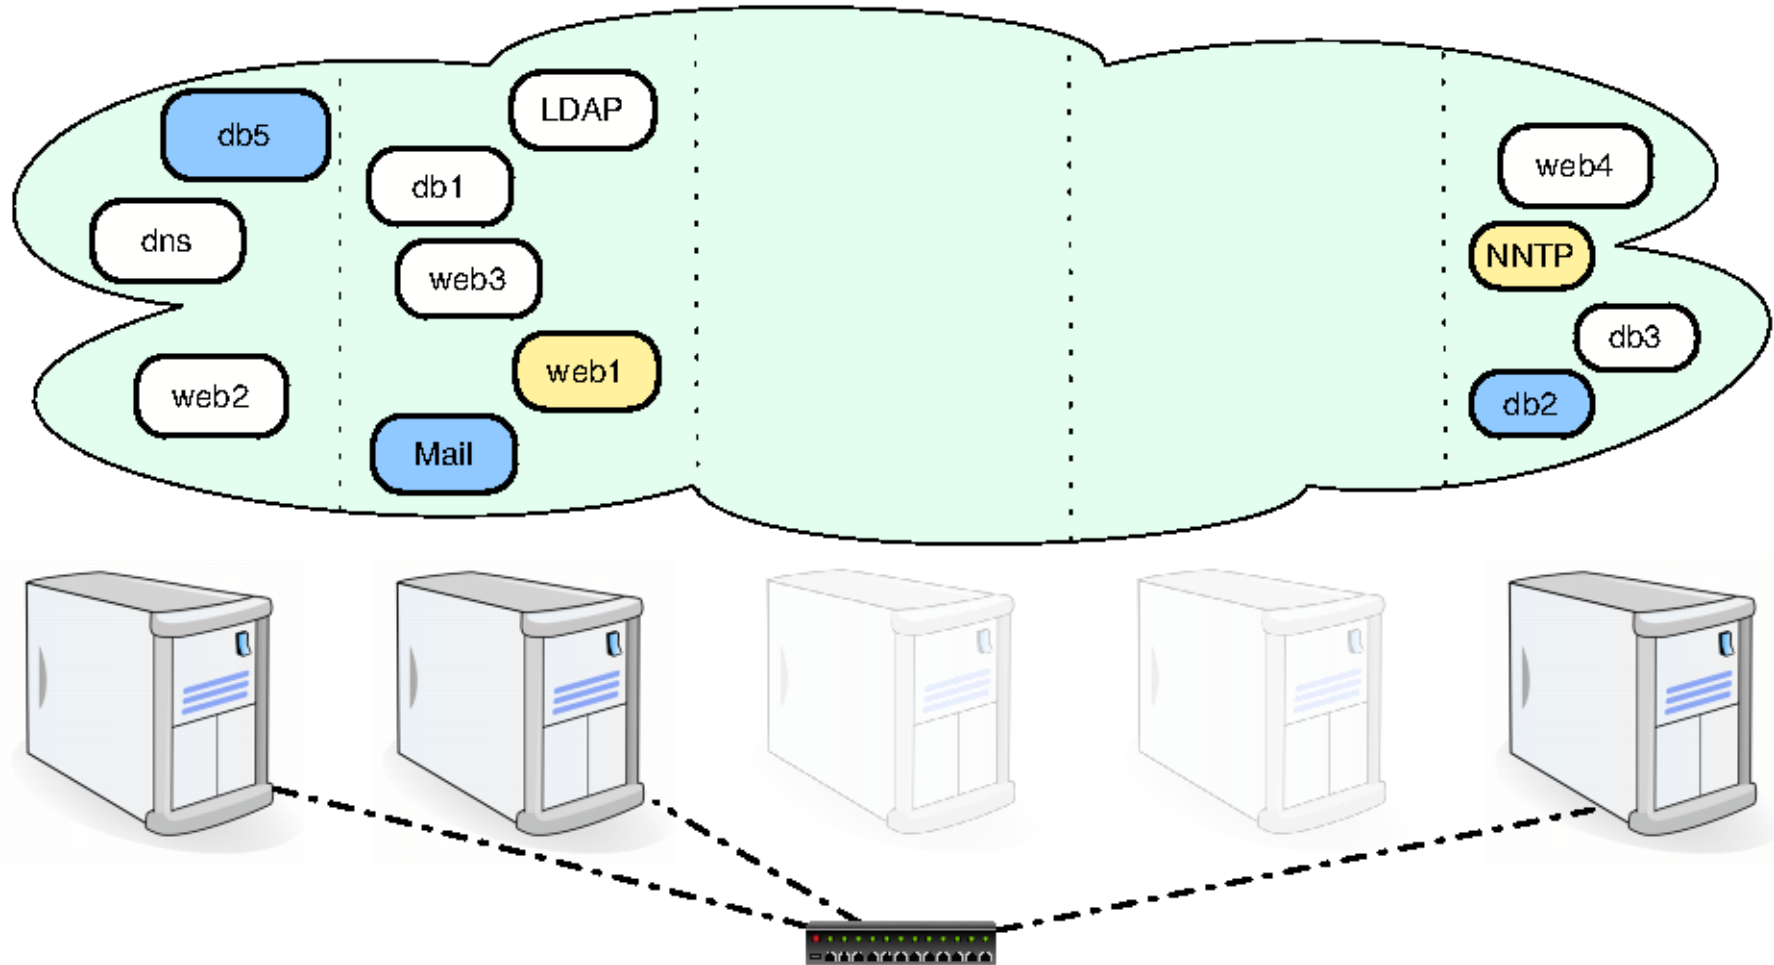 db5
dns
web2
LDAP
db1
web3
web1
Mail
web4
NNTP
db3
db2